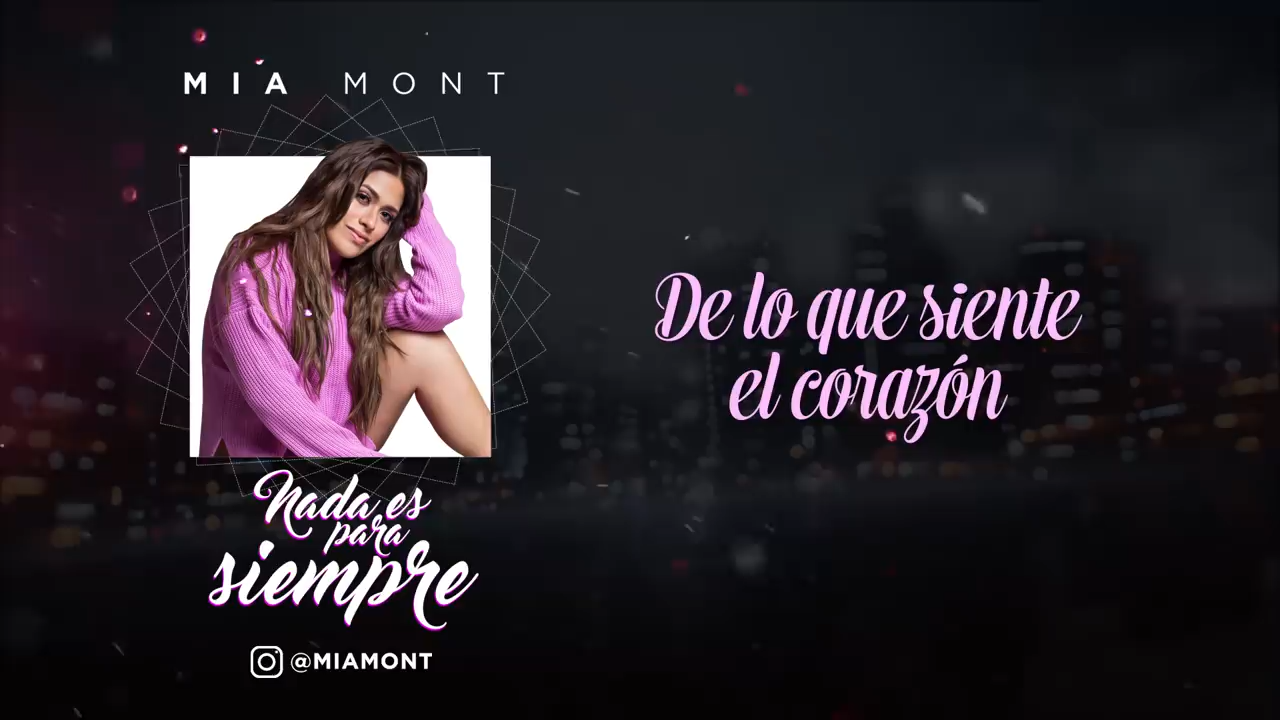 MIA MONT
Nada es
para
siempre
@MIAMONT
De lo que siente
el corazón